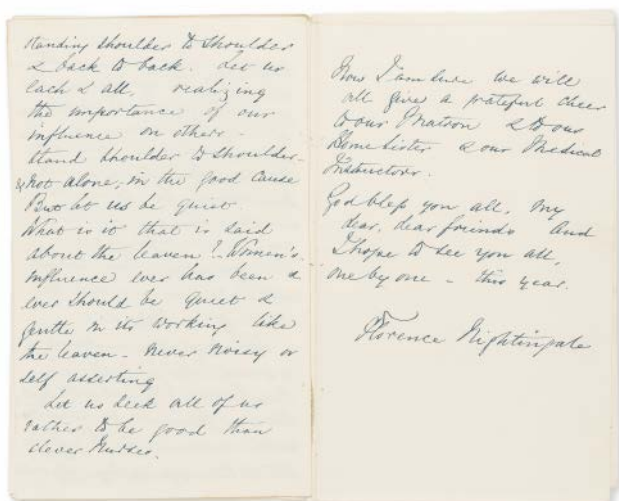 standing shoulder to shoulder
& back to back. Let us
each & all, realizing
the importance of our
influence on others -
stand shoulder to shoulder -
& not alone, in the good cause
But let us be quiet.
What is it that is said
about the leaven? - Women's
influence ever has been &
ever should be quiet &
gentle in its working like
the leaven - never noisy or
self asserting
Let us seek all of us
rather to be good than
clever Nurses.
Now I am sure we will
all give a grateful cheer
to our Matron & to our
Home Sister & our Medical
Instructors.
God bless you all, my
dear, dear friends And
I hope to see you all,
one by one - this year.
Florence Nightingale